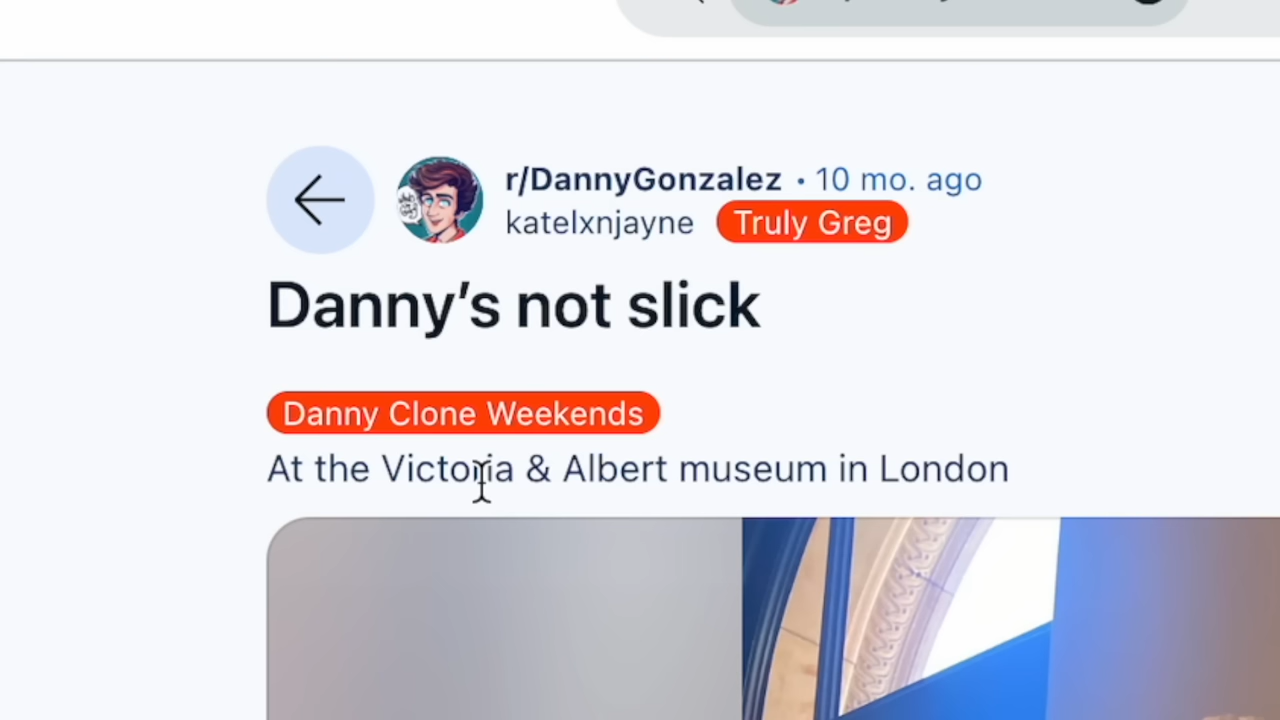 r/DannyGonzalez • 10 mo. ago
katelxnjayne Truly Greg
Danny's not slick
Danny Clone Weekends
At the Victoria & Albert museum in London